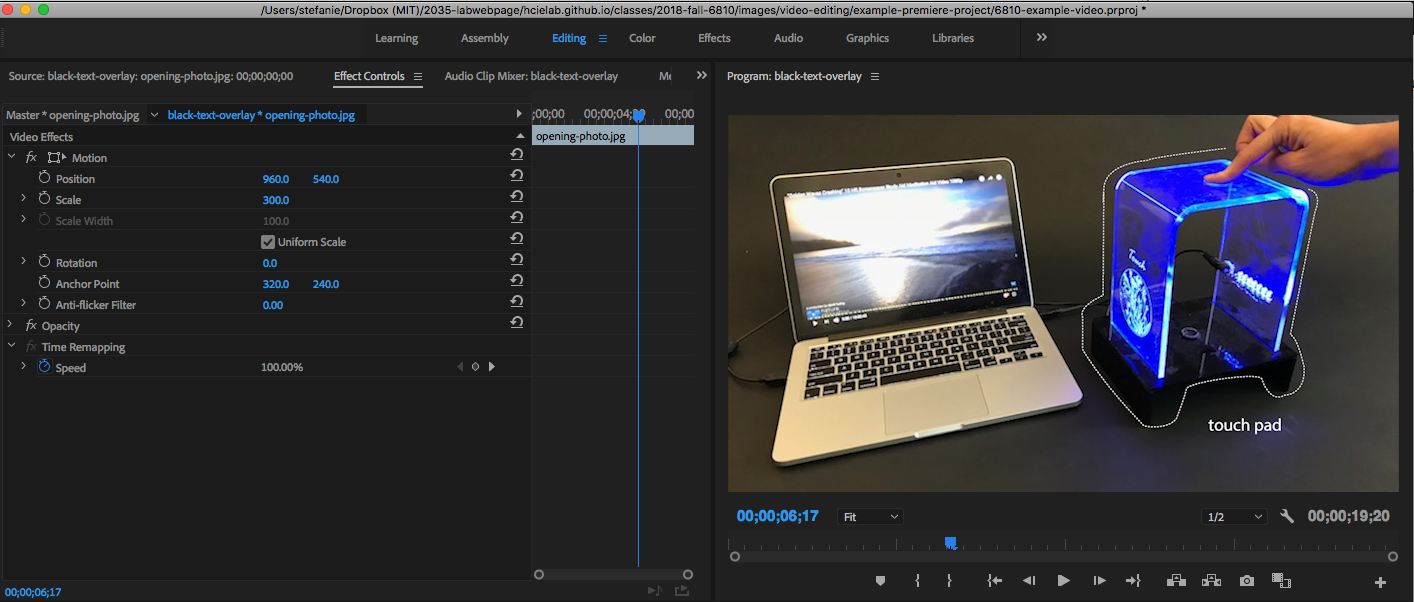 /Users/stefanie/Dropbox (MIT)/2035-labwebpage/hcielab.github.io/classes/2018-fall-6810/images/video-editing/example-premiere-project/6810-example-video.prproj *
Learning Assembly Editing Color Effects Audio Graphics Libraries
Source: black-text-overlay: opening-photo.jpg: 00;00;00;00 Effect Controls Audio Clip Mixer: black-text-overlay
Program: black-text-overlay
Master * opening-photo.jpg black-text-overlay * opening-photo.jpg
;00;00 00;00;04; 00;00
Video Effects
opening-photo.jpg
fx Motion
Position 960.0 540.0
Scale 300.0
Scale Width 100.0
Uniform Scale
Rotation 0.0
Anchor Point 320.0 240.0
Anti-flicker Filter 0.00
fx Opacity
fx Time Remapping
Speed 100.00%
Touch
touch pad
00;00;06;17 Fit 1/2 00;00;19;20
00;00;06;17